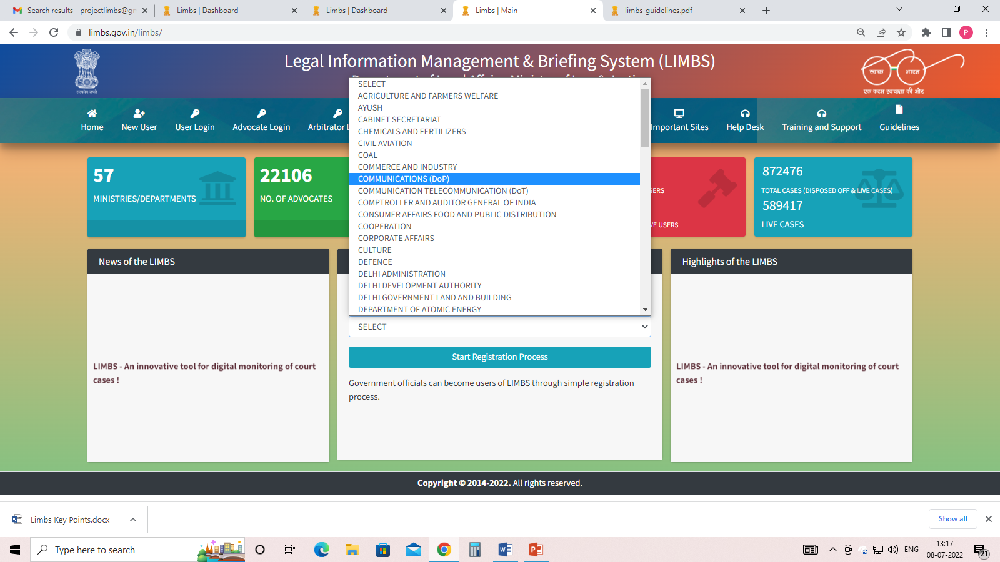 Search results - projectlimbs@gm
Limbs | Dashboard
Limbs | Dashboard
Limbs | Main
limbs-guidelines.pdf
limbs.gov.in/limbs/
P
सत्यमेव जयते
Legal Information Management & Briefing System (LIMBS)
स्वच्छ भारत
एक कदम स्वच्छता की ओर
Home
New User
User Login
Advocate Login
Arbitrator L
Important Sites
Help Desk
Training and Support
Guidelines
SELECT
AGRICULTURE AND FARMERS WELFARE
AYUSH
CABINET SECRETARIAT
CHEMICALS AND FERTILIZERS
CIVIL AVIATION
COAL
COMMERCE AND INDUSTRY
COMMUNICATIONS (DoP)
COMMUNICATION TELECOMMUNICATION (DoT)
COMPTROLLER AND AUDITOR GENERAL OF INDIA
CONSUMER AFFAIRS FOOD AND PUBLIC DISTRIBUTION
COOPERATION
CORPORATE AFFAIRS
CULTURE
DEFENCE
DELHI ADMINISTRATION
DELHI DEVELOPMENT AUTHORITY
DELHI GOVERNMENT LAND AND BUILDING
DEPARTMENT OF ATOMIC ENERGY
57
MINISTRIES/DEPARTMENTS
22106
NO. OF ADVOCATES
SERS
VE USERS
872476
TOTAL CASES (DISPOSED OFF & LIVE CASES)
589417
LIVE CASES
News of the LIMBS
LIMBS - An innovative tool for digital monitoring of court
cases !
SELECT
Start Registration Process
Government officials can become users of LIMBS through simple registration
process.
Highlights of the LIMBS
LIMBS - An innovative tool for digital monitoring of court
cases !
Copyright © 2014-2022. All rights reserved.
Limbs Key Points.docx
Show all
Type here to search
ENG
13:17
08-07-2022
21